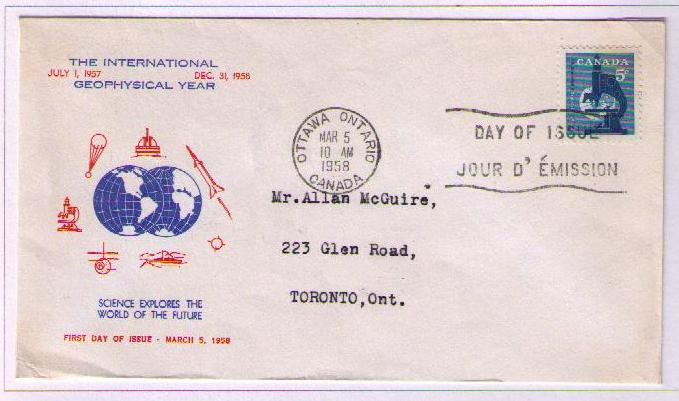 THE INTERNATIONAL
JULY 1, 1957 DEC. 31, 1958
GEOPHYSICAL YEAR
CANADA
5¢
OTTAWA ONTARIO
MAR 5
10 AM
1958
CANADA
DAY OF ISSUE
JOUR D' ÉMISSION
Mr.Allan McGuire,
223 Glen Road,
TORONTO,Ont.
SCIENCE EXPLORES THE
WORLD OF THE FUTURE
FIRST DAY OF ISSUE - MARCH 5, 1958